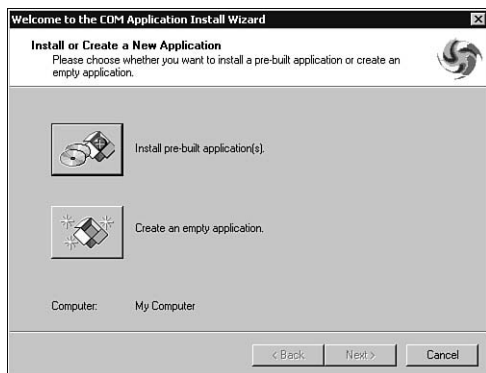 Welcome to the COM Application Install Wizard
Install or Create a New Application
Please choose whether you want to install a pre-built application or create an
empty application.
Install pre-built application(s).
Create an empty application.
Computer: My Computer
< Back Next > Cancel